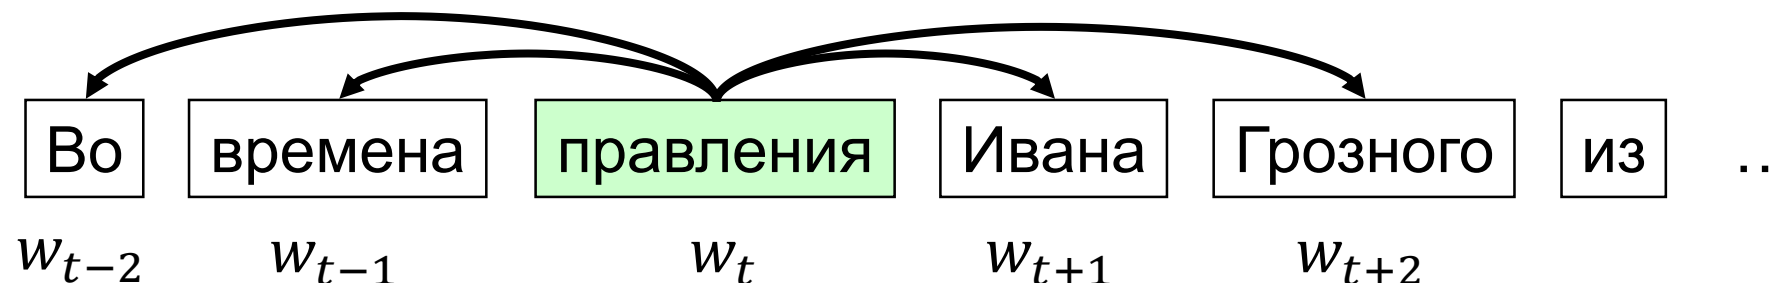 Во времена правления Ивана Грозного из ..
w_{t−2} w_{t−1} w_t w_{t+1} w_{t+2}